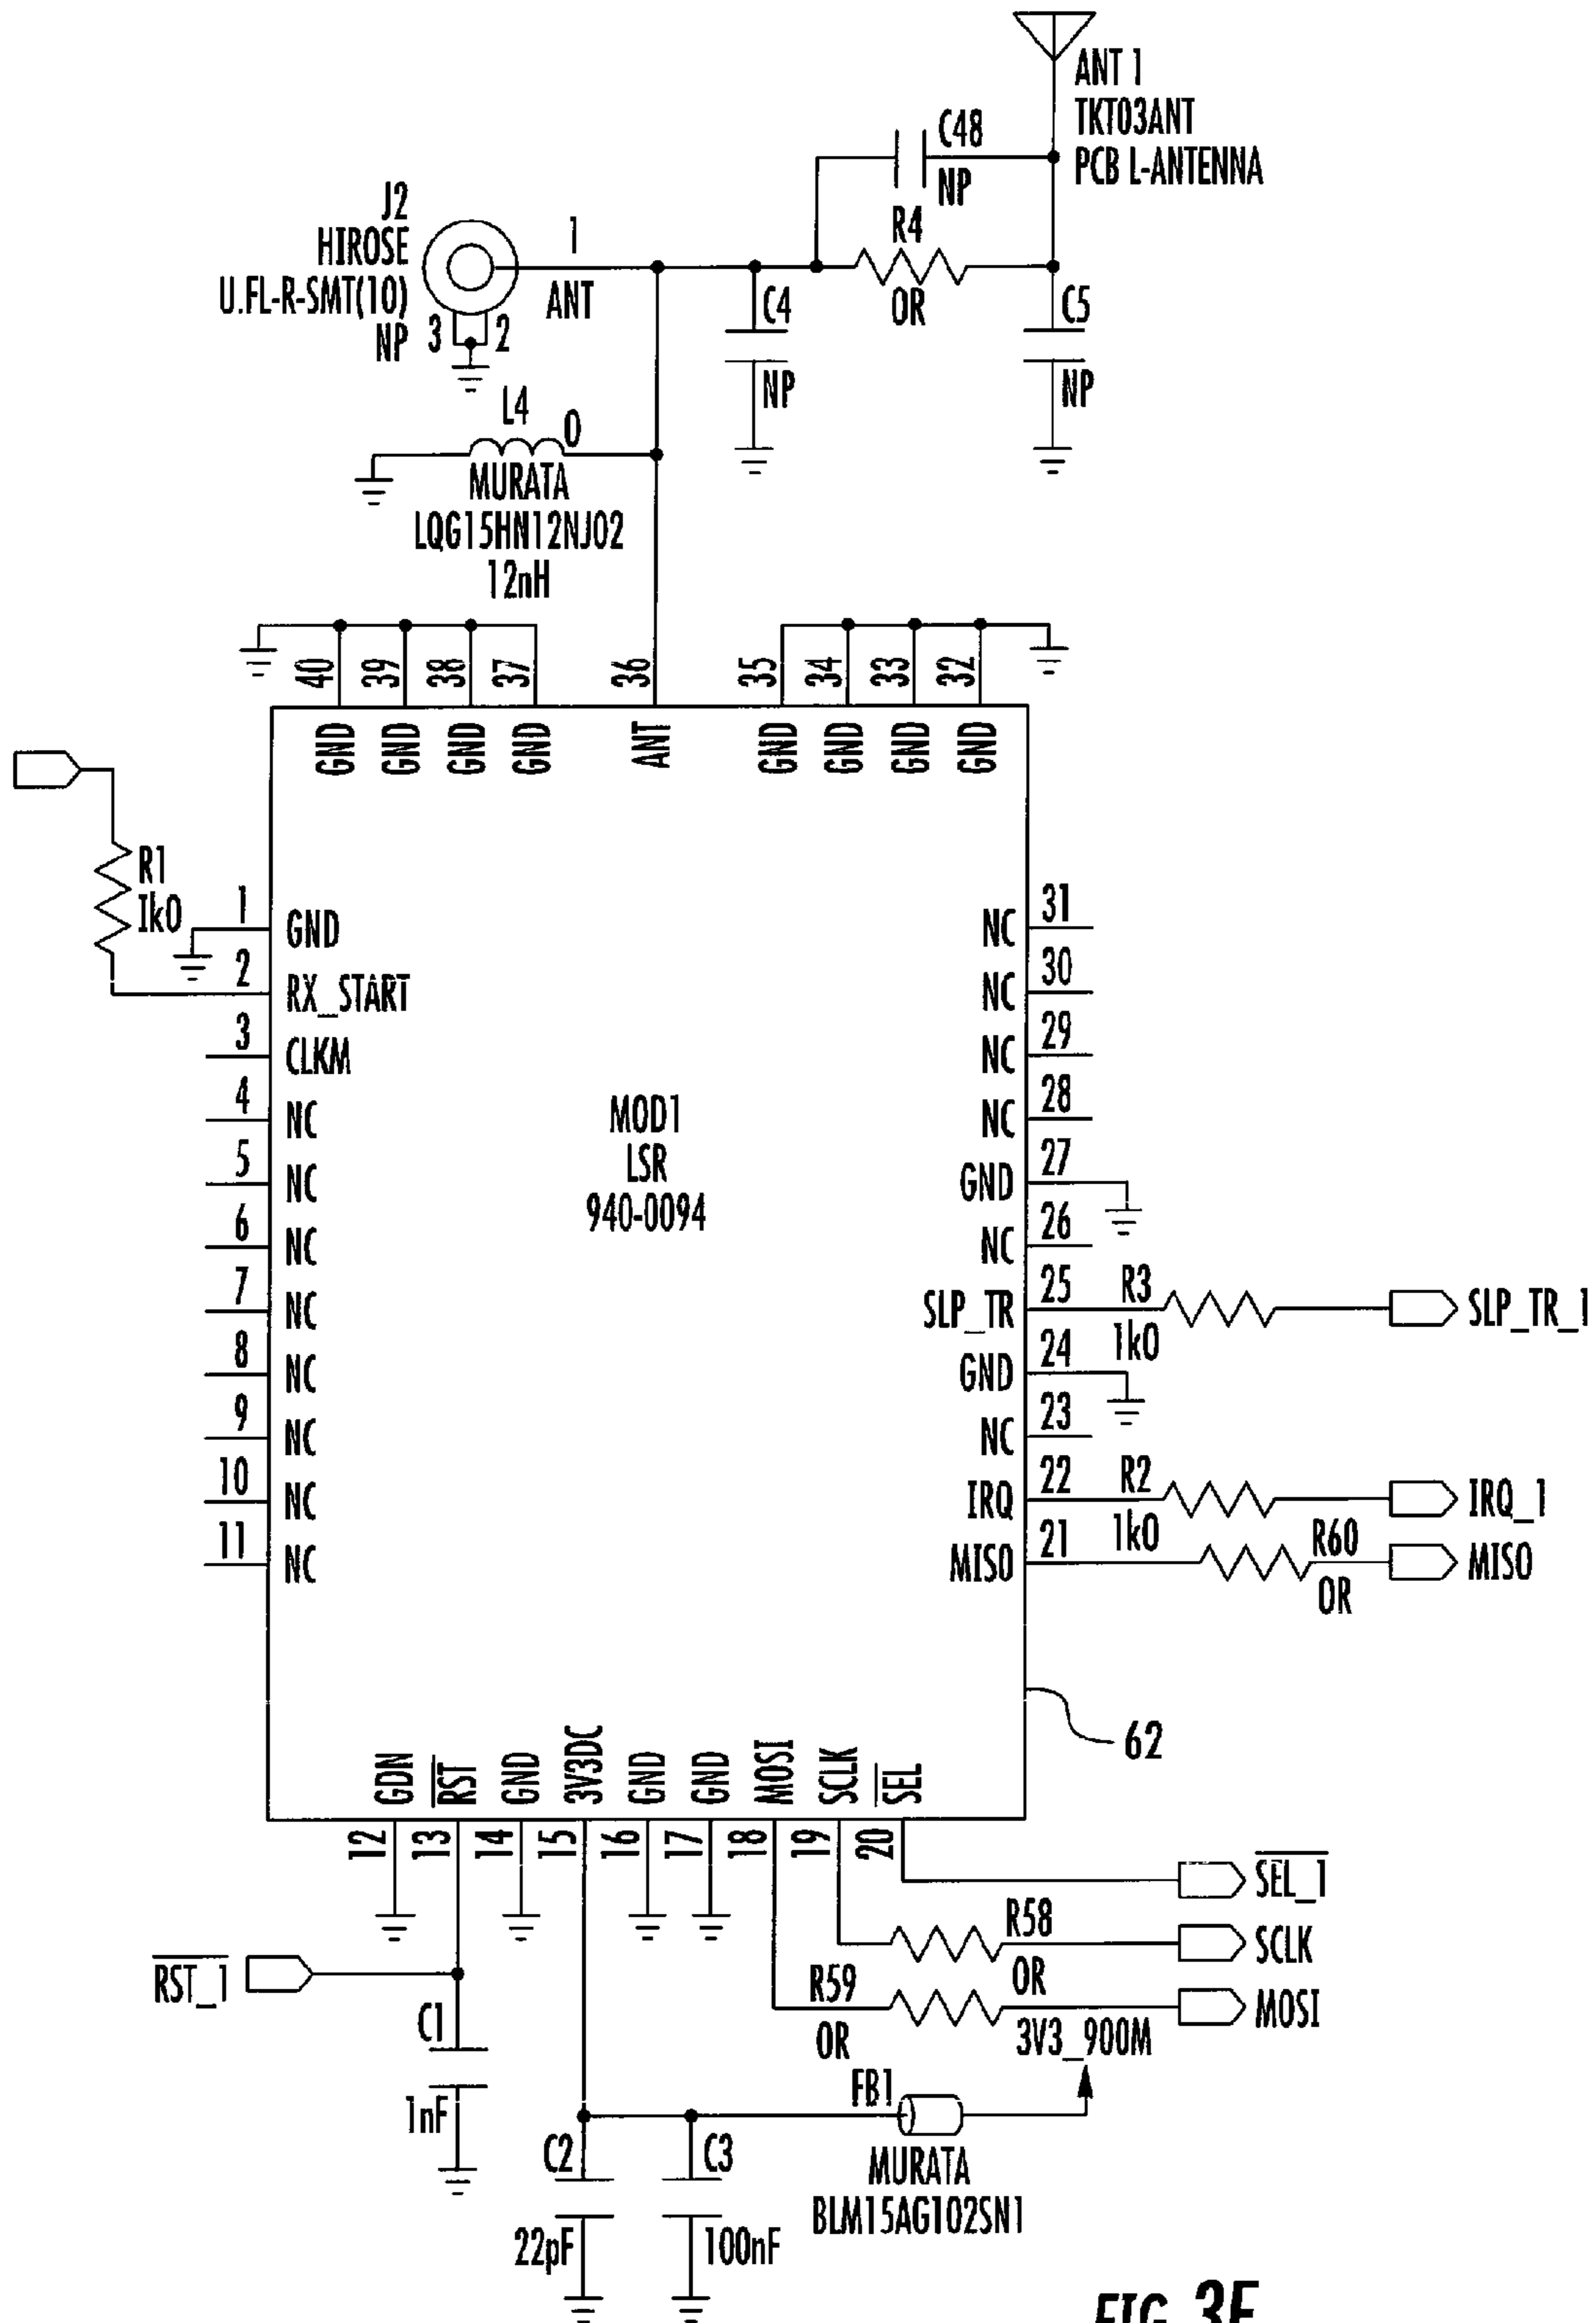 ANT 1
TKT03ANT
PCB L-ANTENNA
C48
NP
J2
HIROSE
U.FL-R-SMT(10)
NP
3
2
1
ANT
R4
0R
C4
NP
C5
NP
L4
0
MURATA
LQG15HN12NJ02
12nH
40
39
38
37
36
35
34
33
32
GND
GND
GND
GND
ANT
GND
GND
GND
GND
R1
1k0
1
GND
2
RX_START
3
CLKM
4
NC
5
NC
6
NC
7
NC
8
NC
9
NC
10
NC
11
NC
MOD1
LSR
940-0094
NC
31
NC
30
NC
29
NC
28
GND
27
NC
26
SLP_TR
25
R3
1k0
SLP_TR_1
GND
24
NC
23
IRQ
22
R2
1k0
IRQ_1
MISO
21
R60
0R
MISO
62
GDN
RST
GND
3V3DC
GND
GND
MOSI
SCLK
SEL
12
13
14
15
16
17
18
19
20
SEL_1
R58
0R
SCLK
RST_1
R59
0R
MOSI
3V3_900M
C1
1nF
FB1
MURATA
BLM15AG102SN1
C2
22pF
C3
100nF